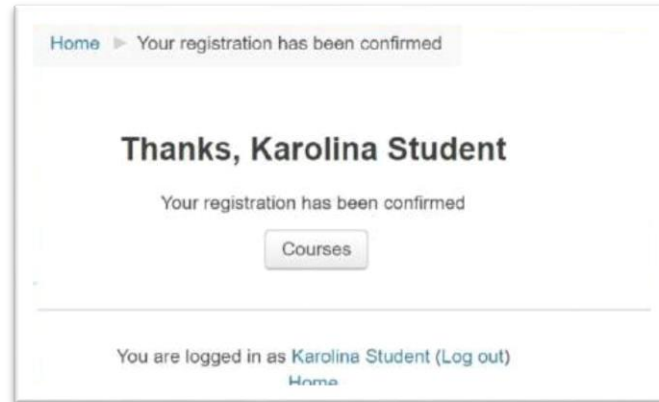 Home ► Your registration has been confirmed
Thanks, Karolina Student
Your registration has been confirmed
Courses
You are logged in as Karolina Student (Log out)
Home